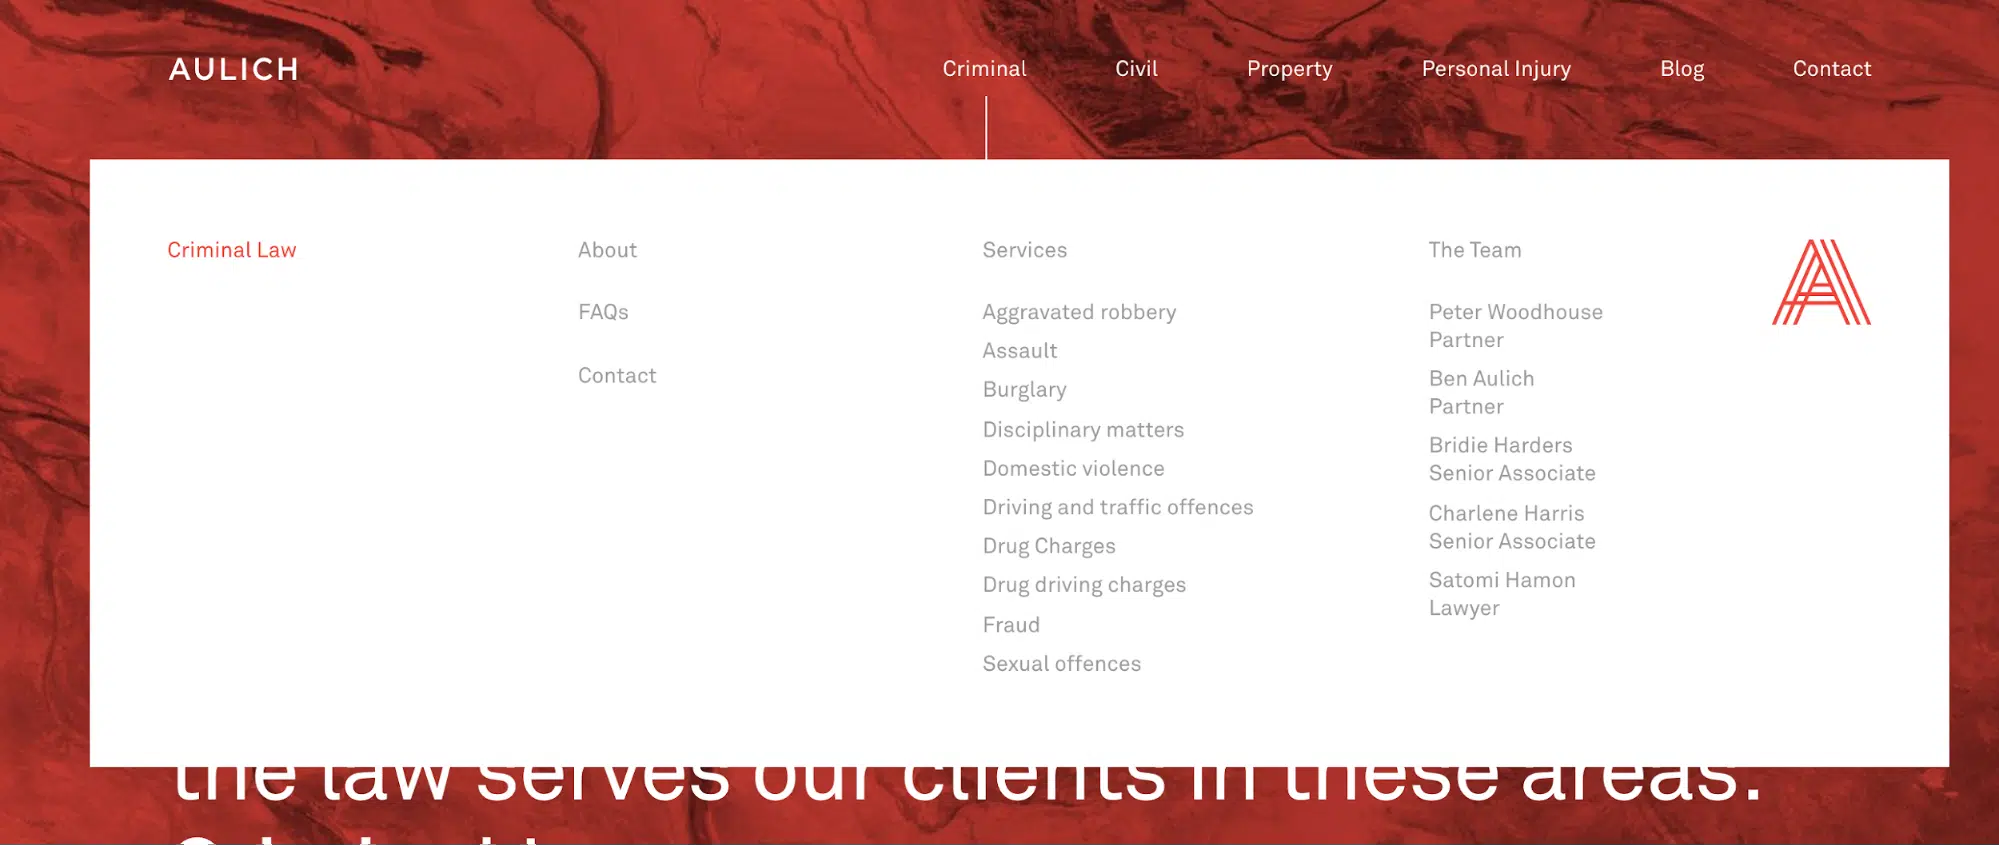 AULICH
Criminal
Civil
Property
Personal Injury
Blog
Contact
Criminal Law
About
FAQs
Contact
Services
Aggravated robbery
Assault
Burglary
Disciplinary matters
Domestic violence
Driving and traffic offences
Drug Charges
Drug driving charges
Fraud
Sexual offences
The Team
Peter Woodhouse
Partner
Ben Aulich
Partner
Bridie Harders
Senior Associate
Charlene Harris
Senior Associate
Satomi Hamon
Lawyer
the law serves our clients in these areas.